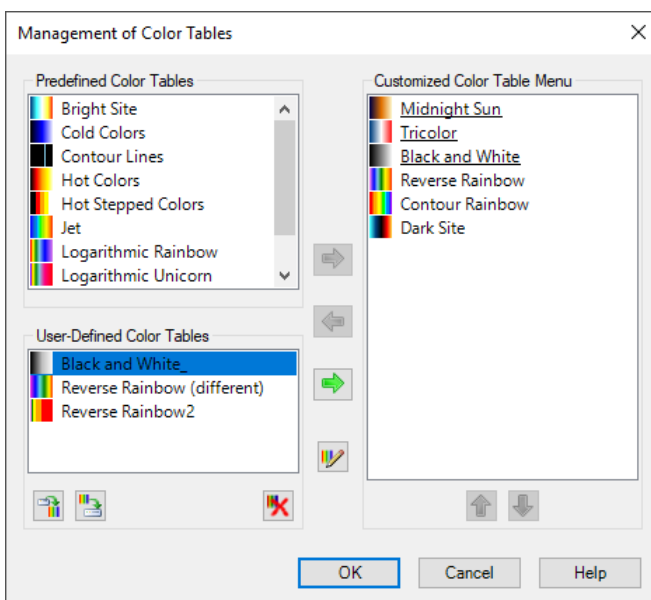 Management of Color Tables
Predefined Color Tables
Bright Site
Cold Colors
Contour Lines
Hot Colors
Hot Stepped Colors
Jet
Logarithmic Rainbow
Logarithmic Unicorn
User-Defined Color Tables
Black and White_
Reverse Rainbow (different)
Reverse Rainbow2
Customized Color Table Menu
Midnight Sun
Tricolor
Black and White
Reverse Rainbow
Contour Rainbow
Dark Site
OK
Cancel
Help